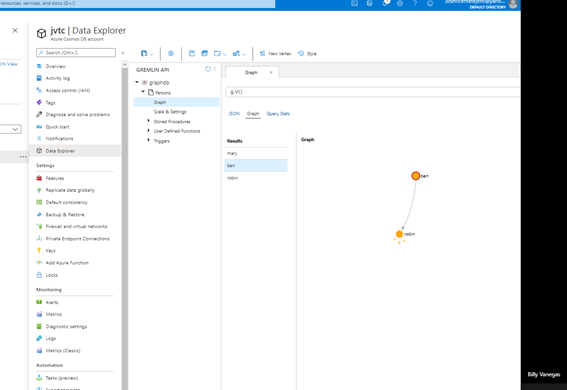 resources, services, and docs (G+/)
DEFAULT DIRECTORY
jvtc | Data Explorer
Azure Cosmos DB account
Search (Ctrl+/)
New Vertex
Style
ON View
Overview
Activity log
Access control (IAM)
Tags
Diagnose and solve problems
Quick start
Notifications
Data Explorer
Settings
Features
Replicate data globally
Default consistency
Backup & Restore
Firewall and virtual networks
Private Endpoint Connections
Keys
Add Azure Function
Locks
Monitoring
Alerts
Metrics
Diagnostic settings
Logs
Metrics (Classic)
Automation
Tasks (preview)
GREMLIN API
graphdb
Persons
Graph
Scale & Settings
Stored Procedures
User Defined Functions
Triggers
Graph
g.V()
JSON
Graph
Query Stats
Results
mary
ben
robin
Graph
ben
robin
Billy Vanegas